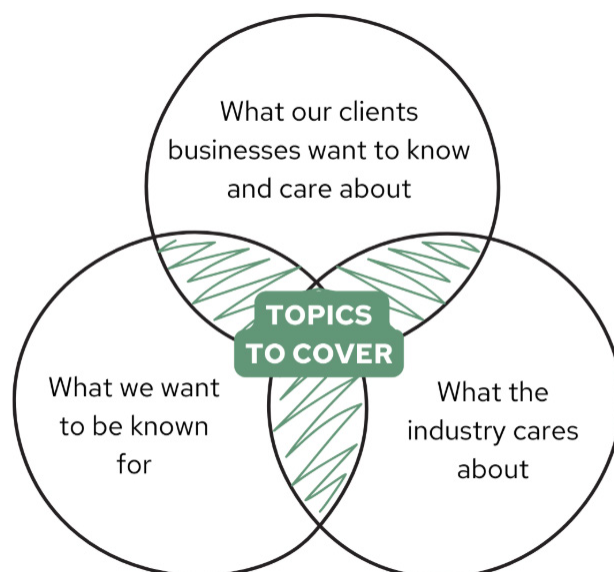 What our clients
businesses want to know
and care about
TOPICS
TO COVER
What we want
to be known
for
What the
industry cares
about